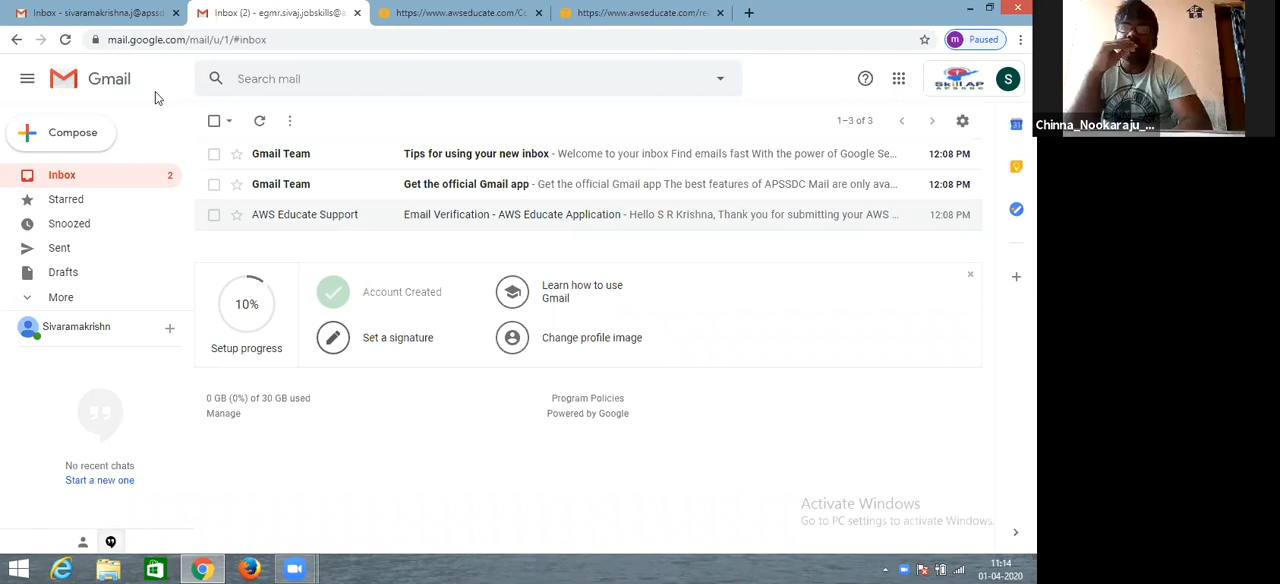 Inbox - sivaramakrishna.j@apssd
Inbox (2) - egmr.sivaj.jobskills@a
https://www.awseducate.com/Co
https://www.awseducate.com/re
mail.google.com/mail/u/1/#inbox
m Paused
Gmail
Search mail
Skill AP
APSSDC
S
Compose
1–3 of 3
Inbox 2
Starred
Snoozed
Sent
Drafts
More
Gmail Team Tips for using your new inbox - Welcome to your inbox Find emails fast With the power of Google Se... 12:08 PM
Gmail Team Get the official Gmail app - Get the official Gmail app The best features of APSSDC Mail are only ava... 12:08 PM
AWS Educate Support Email Verification - AWS Educate Application - Hello S R Krishna, Thank you for submitting your AWS ... 12:08 PM
10%
Setup progress
Account Created
Learn how to use
Gmail
Set a signature
Change profile image
Sivaramakrishn
0 GB (0%) of 30 GB used
Manage
Program Policies
Powered by Google
No recent chats
Start a new one
Activate Windows
Go to PC settings to activate Windows.
11:14
01-04-2020
Chinna_Nookaraju_...